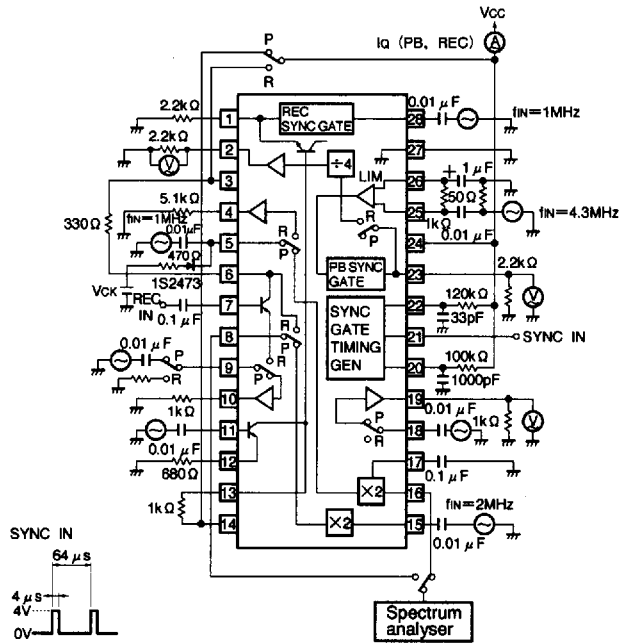 VCC
IQ (PB, REC)
A
P
R
2.2kΩ
1
REC
SYNC GATE
28
0.01 μF
fIN=1MHz
2.2kΩ
V
2
÷4
27
3
LIM
26
+ 1 μF
50Ω
5.1kΩ
4
25
1kΩ
fIN=4.3MHz
330Ω
fIN=1MHz
0.01μF
5
R
P
R
P
24
0.01 μF
470Ω
1S2473
6
PB SYNC
GATE
23
2.2kΩ
V
VCK
REC
IN
0.1 μF
7
SYNC
GATE
TIMING
GEN
22
120kΩ
33pF
8
R
P
21
SYNC IN
0.01 μF
P
R
9
R
P
20
100kΩ
1000pF
10
1kΩ
19
0.01 μF
1kΩ
V
11
0.01 μF
P
R
18
12
680Ω
17
0.1 μF
13
×2
16
1kΩ
14
×2
15
fIN=2MHz
0.01 μF
SYNC IN
64 μs
4 μs
4V
0V
Spectrum
analyser